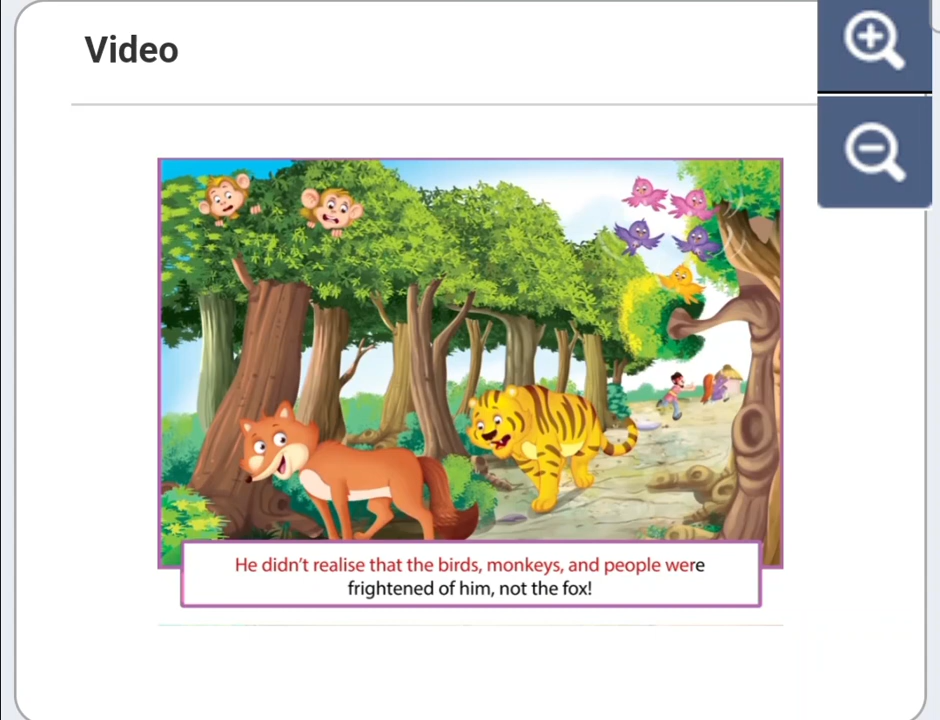 Video
He didn't realise that the birds, monkeys, and people were
frightened of him, not the fox!